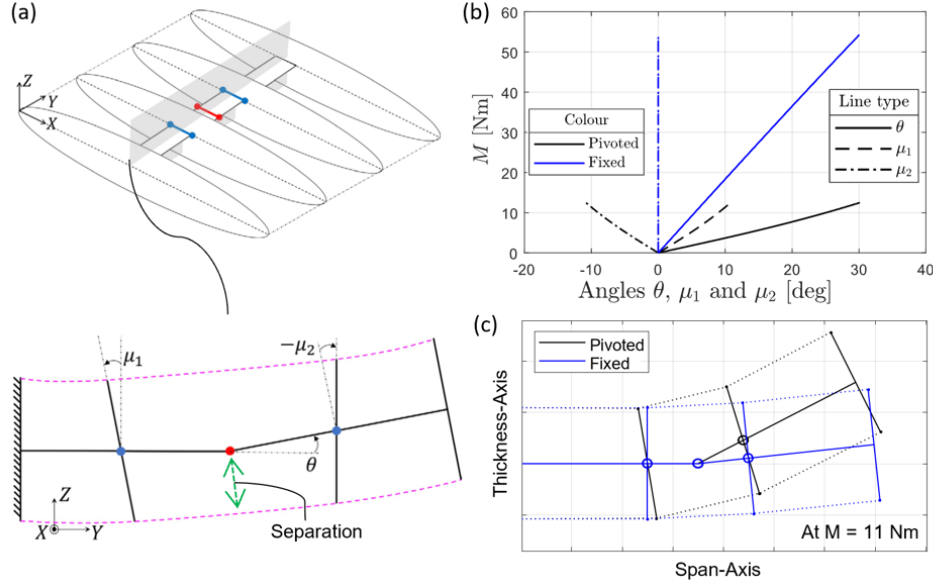 (a)
Z
Y
X
μ₁
−μ₂
θ
Z
X
Y
Separation
(b)
60
50
40
30
20
10
0
M [Nm]
Colour
Pivoted
Fixed
Line type
θ
μ₁
μ₂
-20
-10
0
10
20
30
40
Angles θ, μ₁ and μ₂ [deg]
(c)
Pivoted
Fixed
Thickness-Axis
At M = 11 Nm
Span-Axis